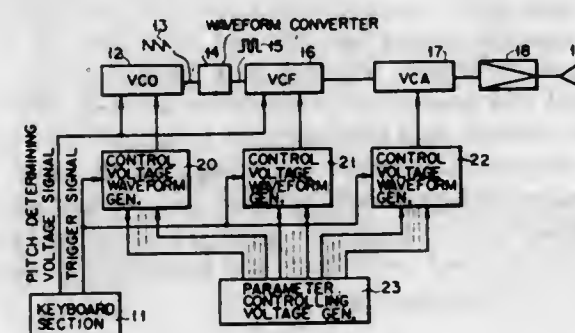 WAVEFORM CONVERTER
13
12
14
15
16
17
18
VCO
VCF
VCA
PITCH DETERMINING
VOLTAGE SIGNAL
TRIGGER SIGNAL
CONTROL
VOLTAGE
WAVEFORM
GEN.
20
CONTROL
VOLTAGE
WAVEFORM
GEN.
21
CONTROL
VOLTAGE
WAVEFORM
GEN.
22
KEYBOARD
SECTION
11
PARAMETER
CONTROLLING
VOLTAGE GEN.
23